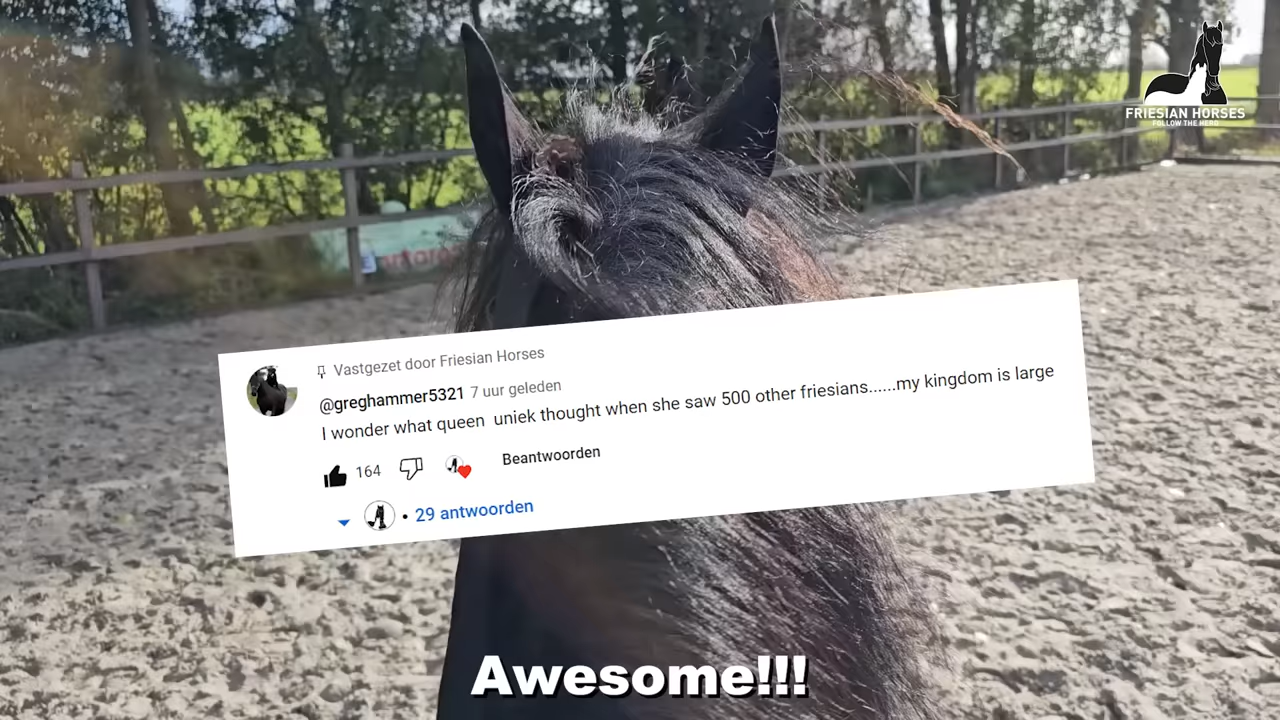 FRIESIAN HORSES
FOLLOW THE HERD
Vastgezet door Friesian Horses
@greghammer5321 7 uur geleden
I wonder what queen  uniek thought when she saw 500 other friesians......my kingdom is large
164
Beantwoorden
• 29 antwoorden
Awesome!!!